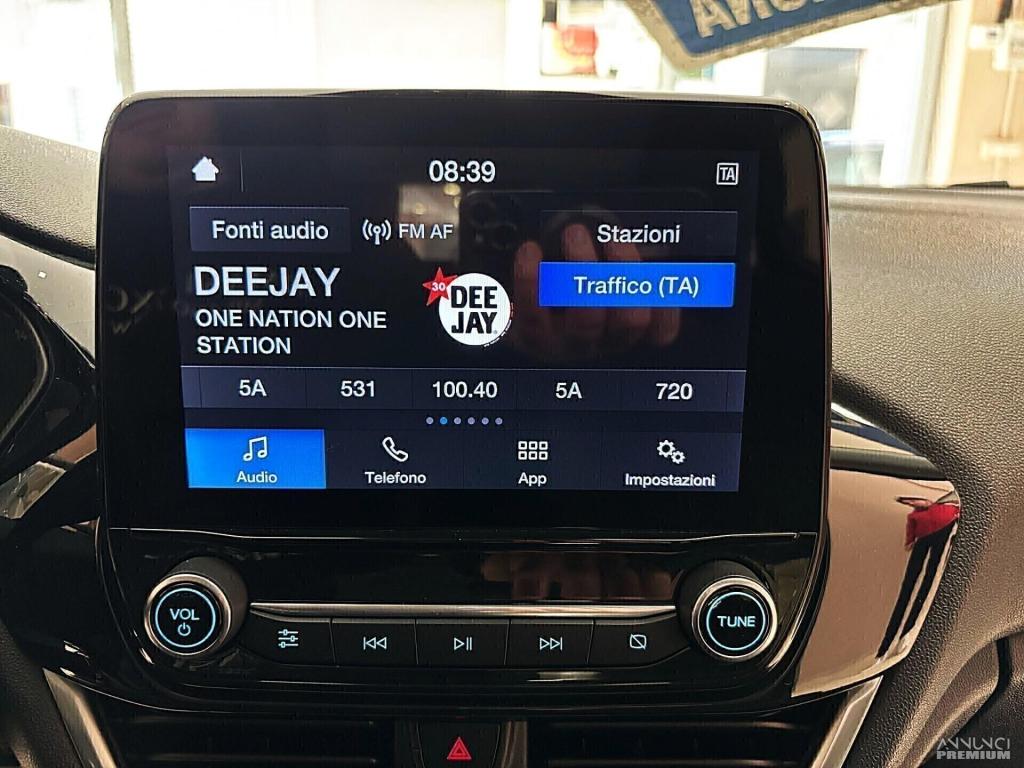 08:39
TA
Fonti audio
FM AF
Stazioni
DEEJAY
30
DEE
JAY
Traffico (TA)
ONE NATION ONE
STATION
5A 531 100.40 5A 720
Audio
Telefono
App
Impostazioni
VOL
TUNE
ANNUNCI
PREMIUM